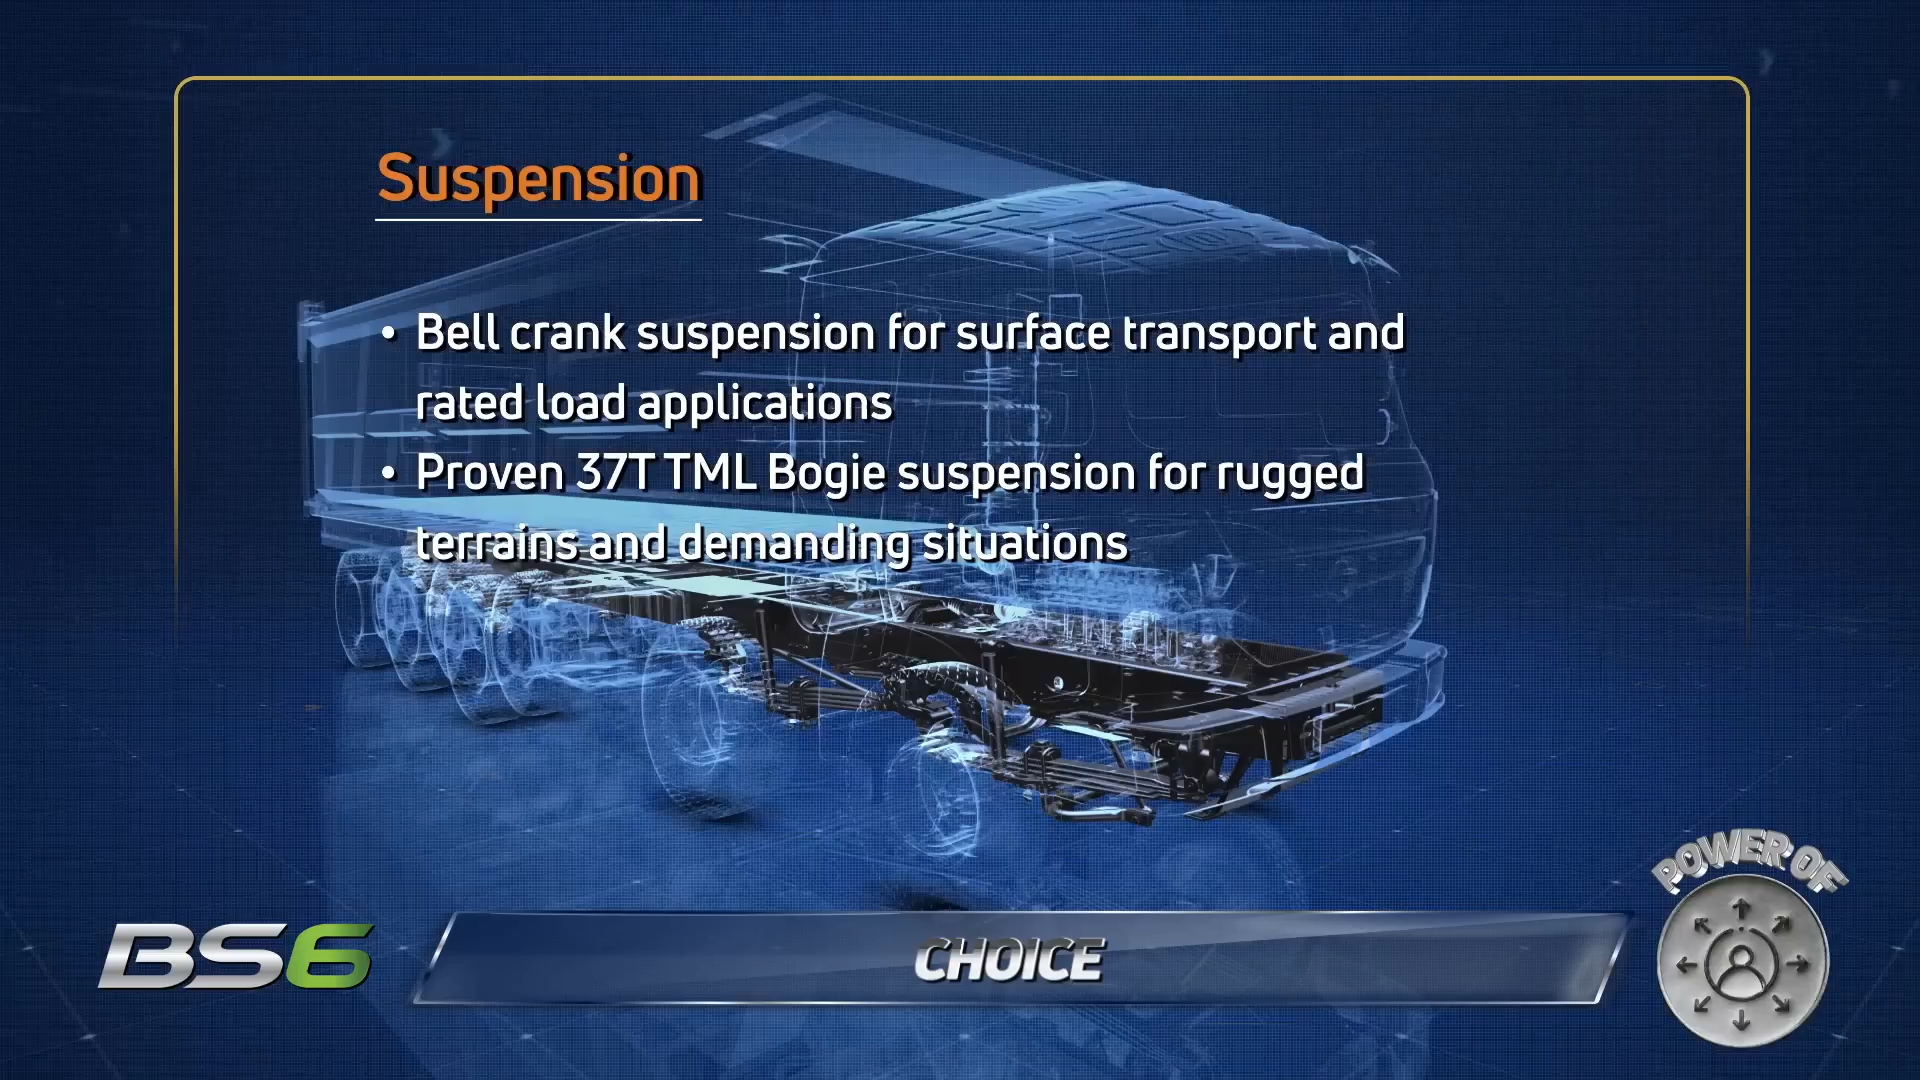 Suspension
• Bell crank suspension for surface transport and
rated load applications
• Proven 37T TML Bogie suspension for rugged
terrains and demanding situations
POWER OF
BS6
CHOICE